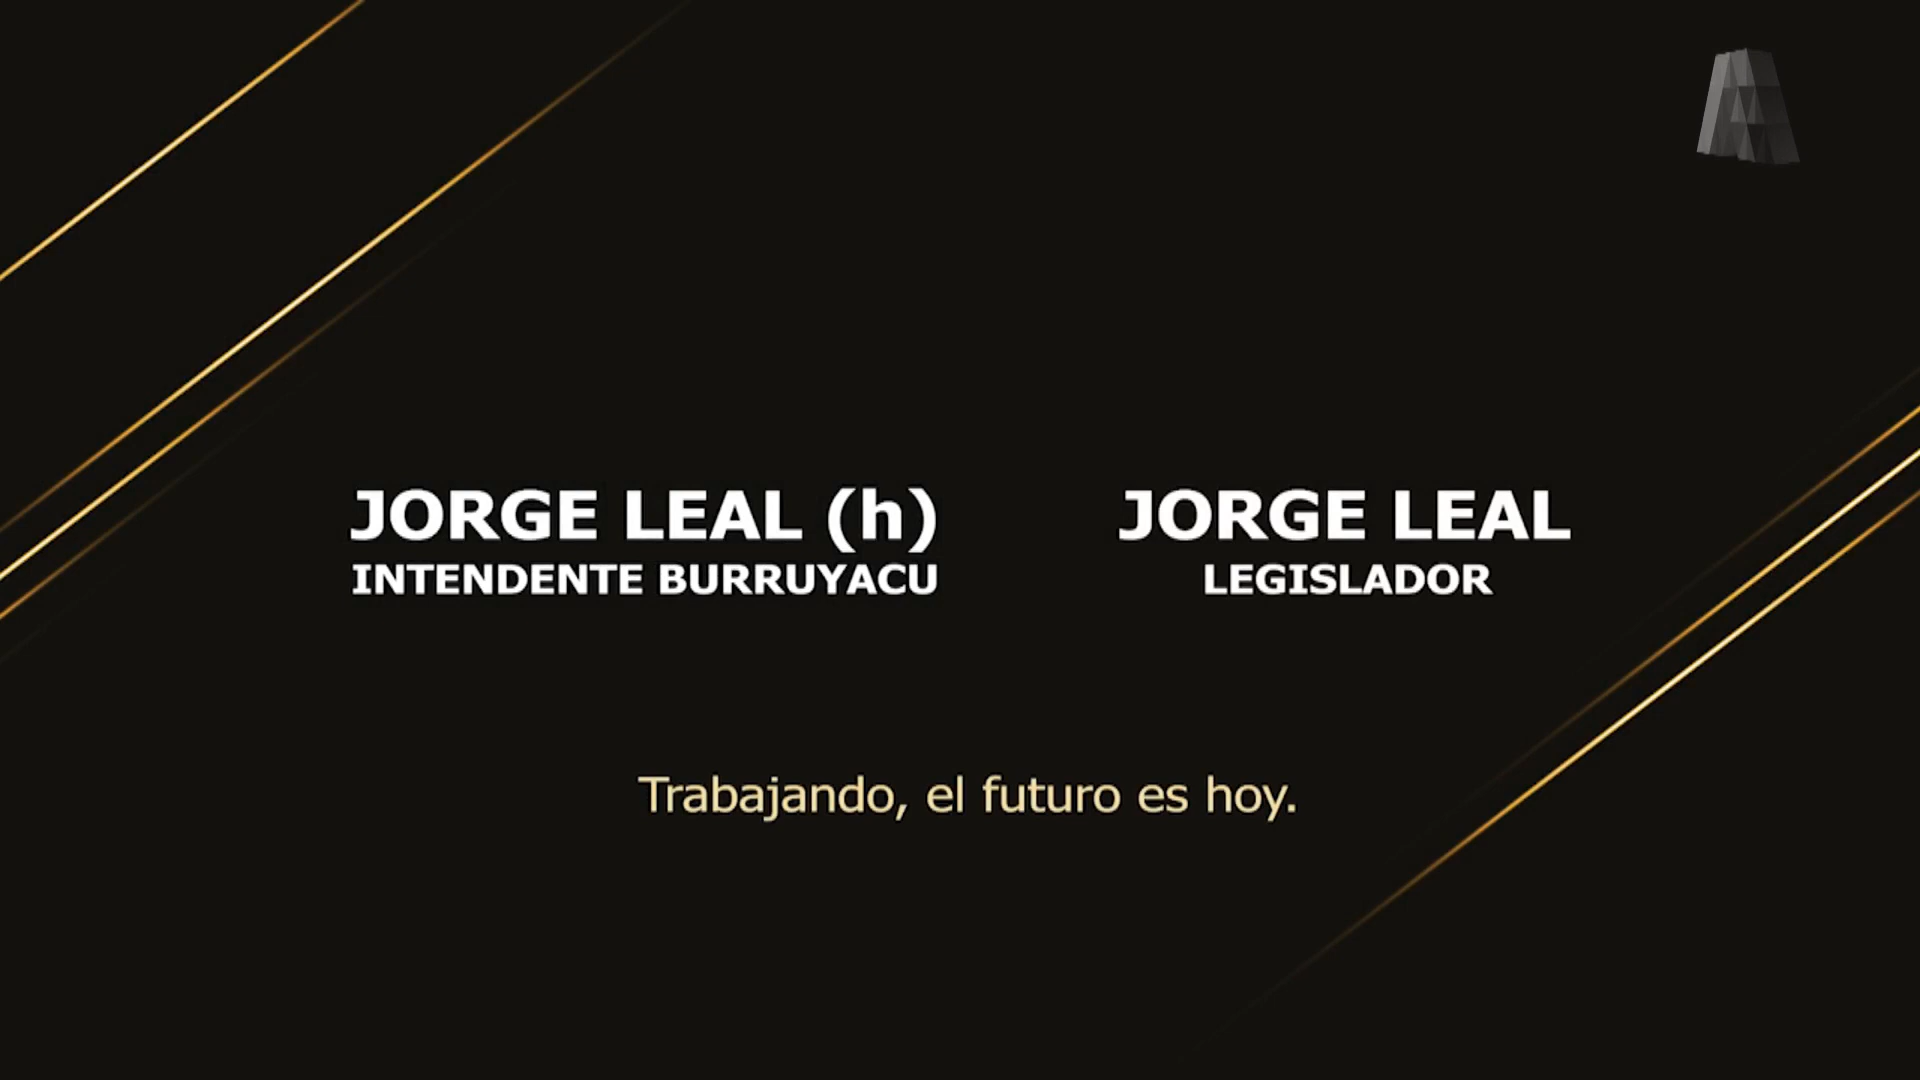 JORGE LEAL (h)
INTENDENTE BURRUYACU
JORGE LEAL
LEGISLADOR
Trabajando, el futuro es hoy.